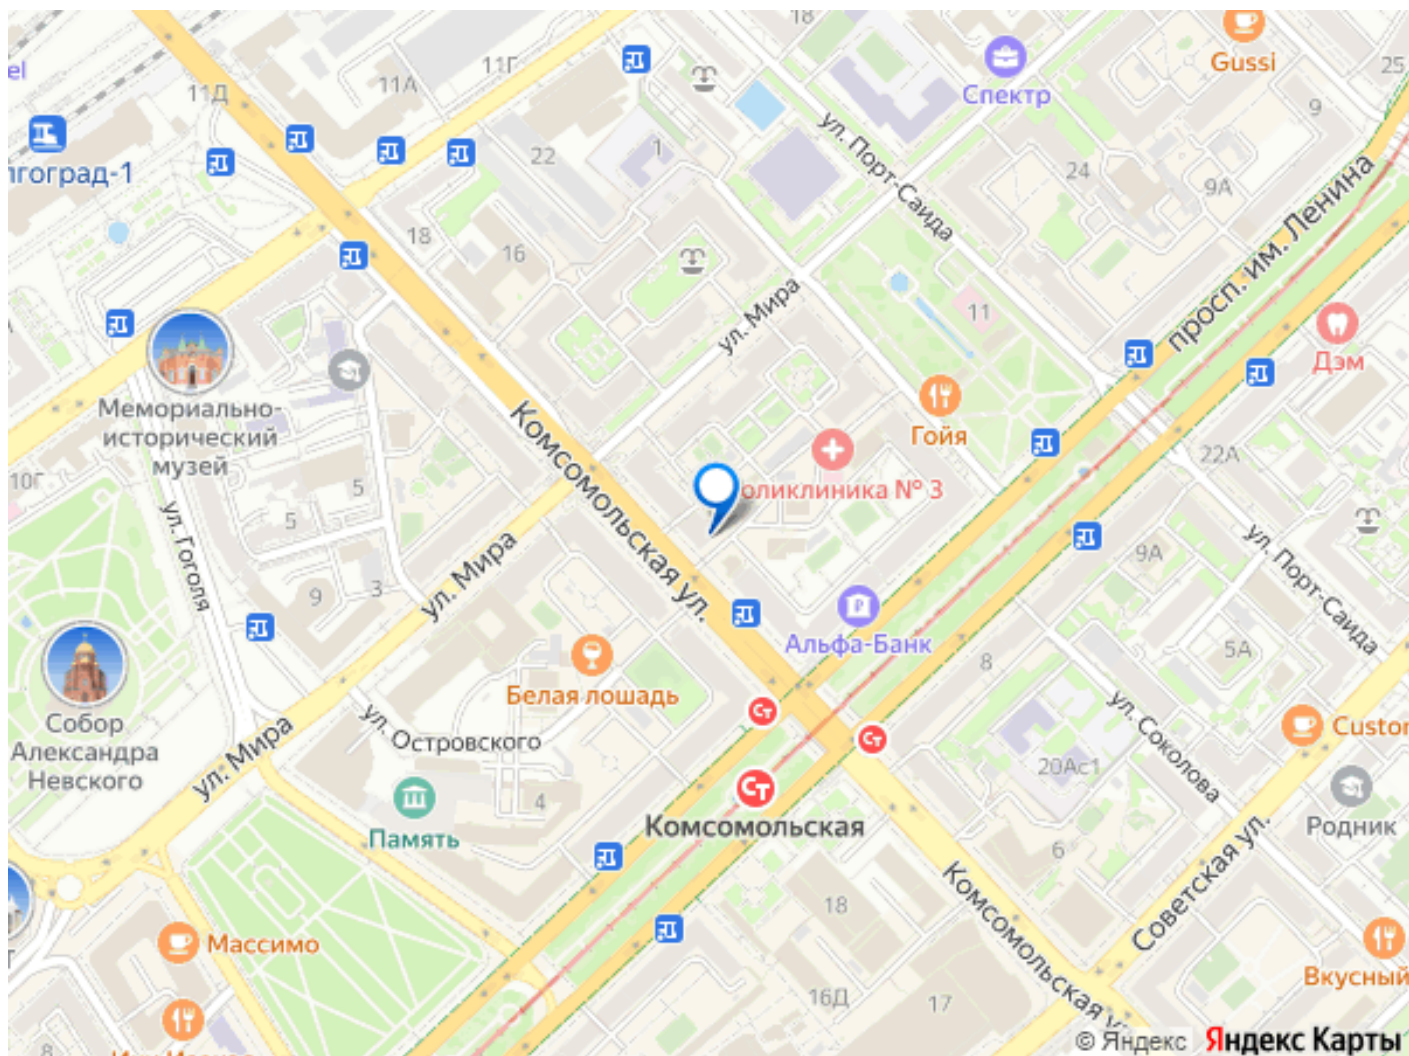 18
Gussi
25
11Г
11А
11Д
Спектр
9
el
лгоград-1
22
1
ул. Порт-Саида
24
9А
просп. им. Ленина
18
16
ул. Мира
11
Дэм
Мемориально-
исторический
музей
Комсомольская ул.
Гойя
22А
10Г
5
5
ул. Гоголя
оликлиника № 3
ул. Мира
9
3
9А
ул. Порт-Саида
5А
Альфа-Банк
8
Белая лошадь
Собор
Александра
Невского
ул. Мира
ул. Островского
20Ас1
ул. Соколова
Custor
4
Память
Комсомольская
6
Родник
Советская ул.
Комсомольская у
18
Массимо
Вкусный
16Д
17
8
© Яндекс Яндекс Карты